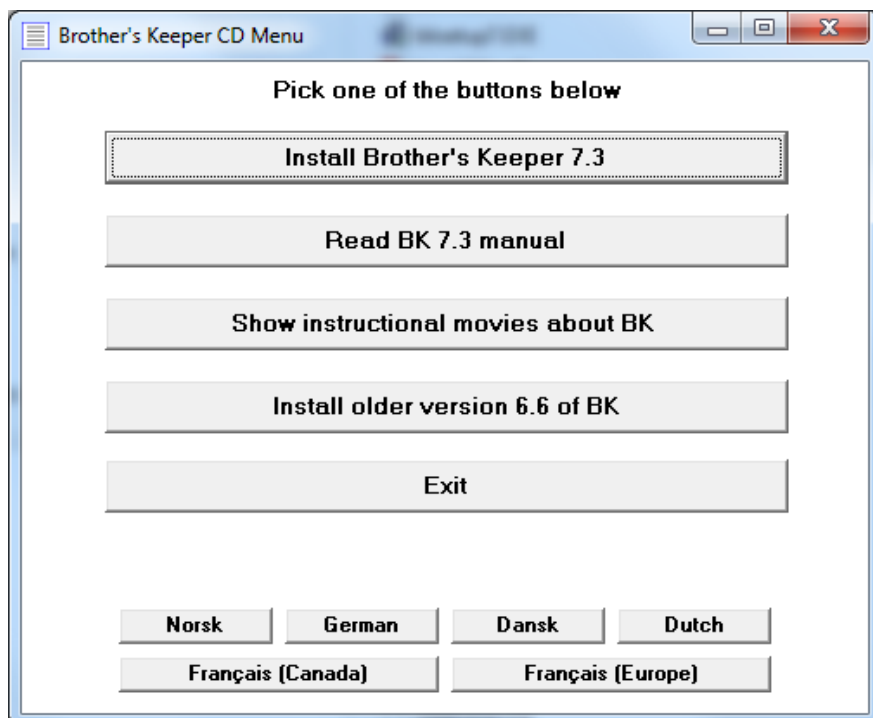 Brother's Keeper CD Menu
Pick one of the buttons below
Install Brother's Keeper 7.3
Read BK 7.3 manual
Show instructional movies about BK
Install older version 6.6 of BK
Exit
Norsk German Dansk Dutch
Français (Canada) Français (Europe)